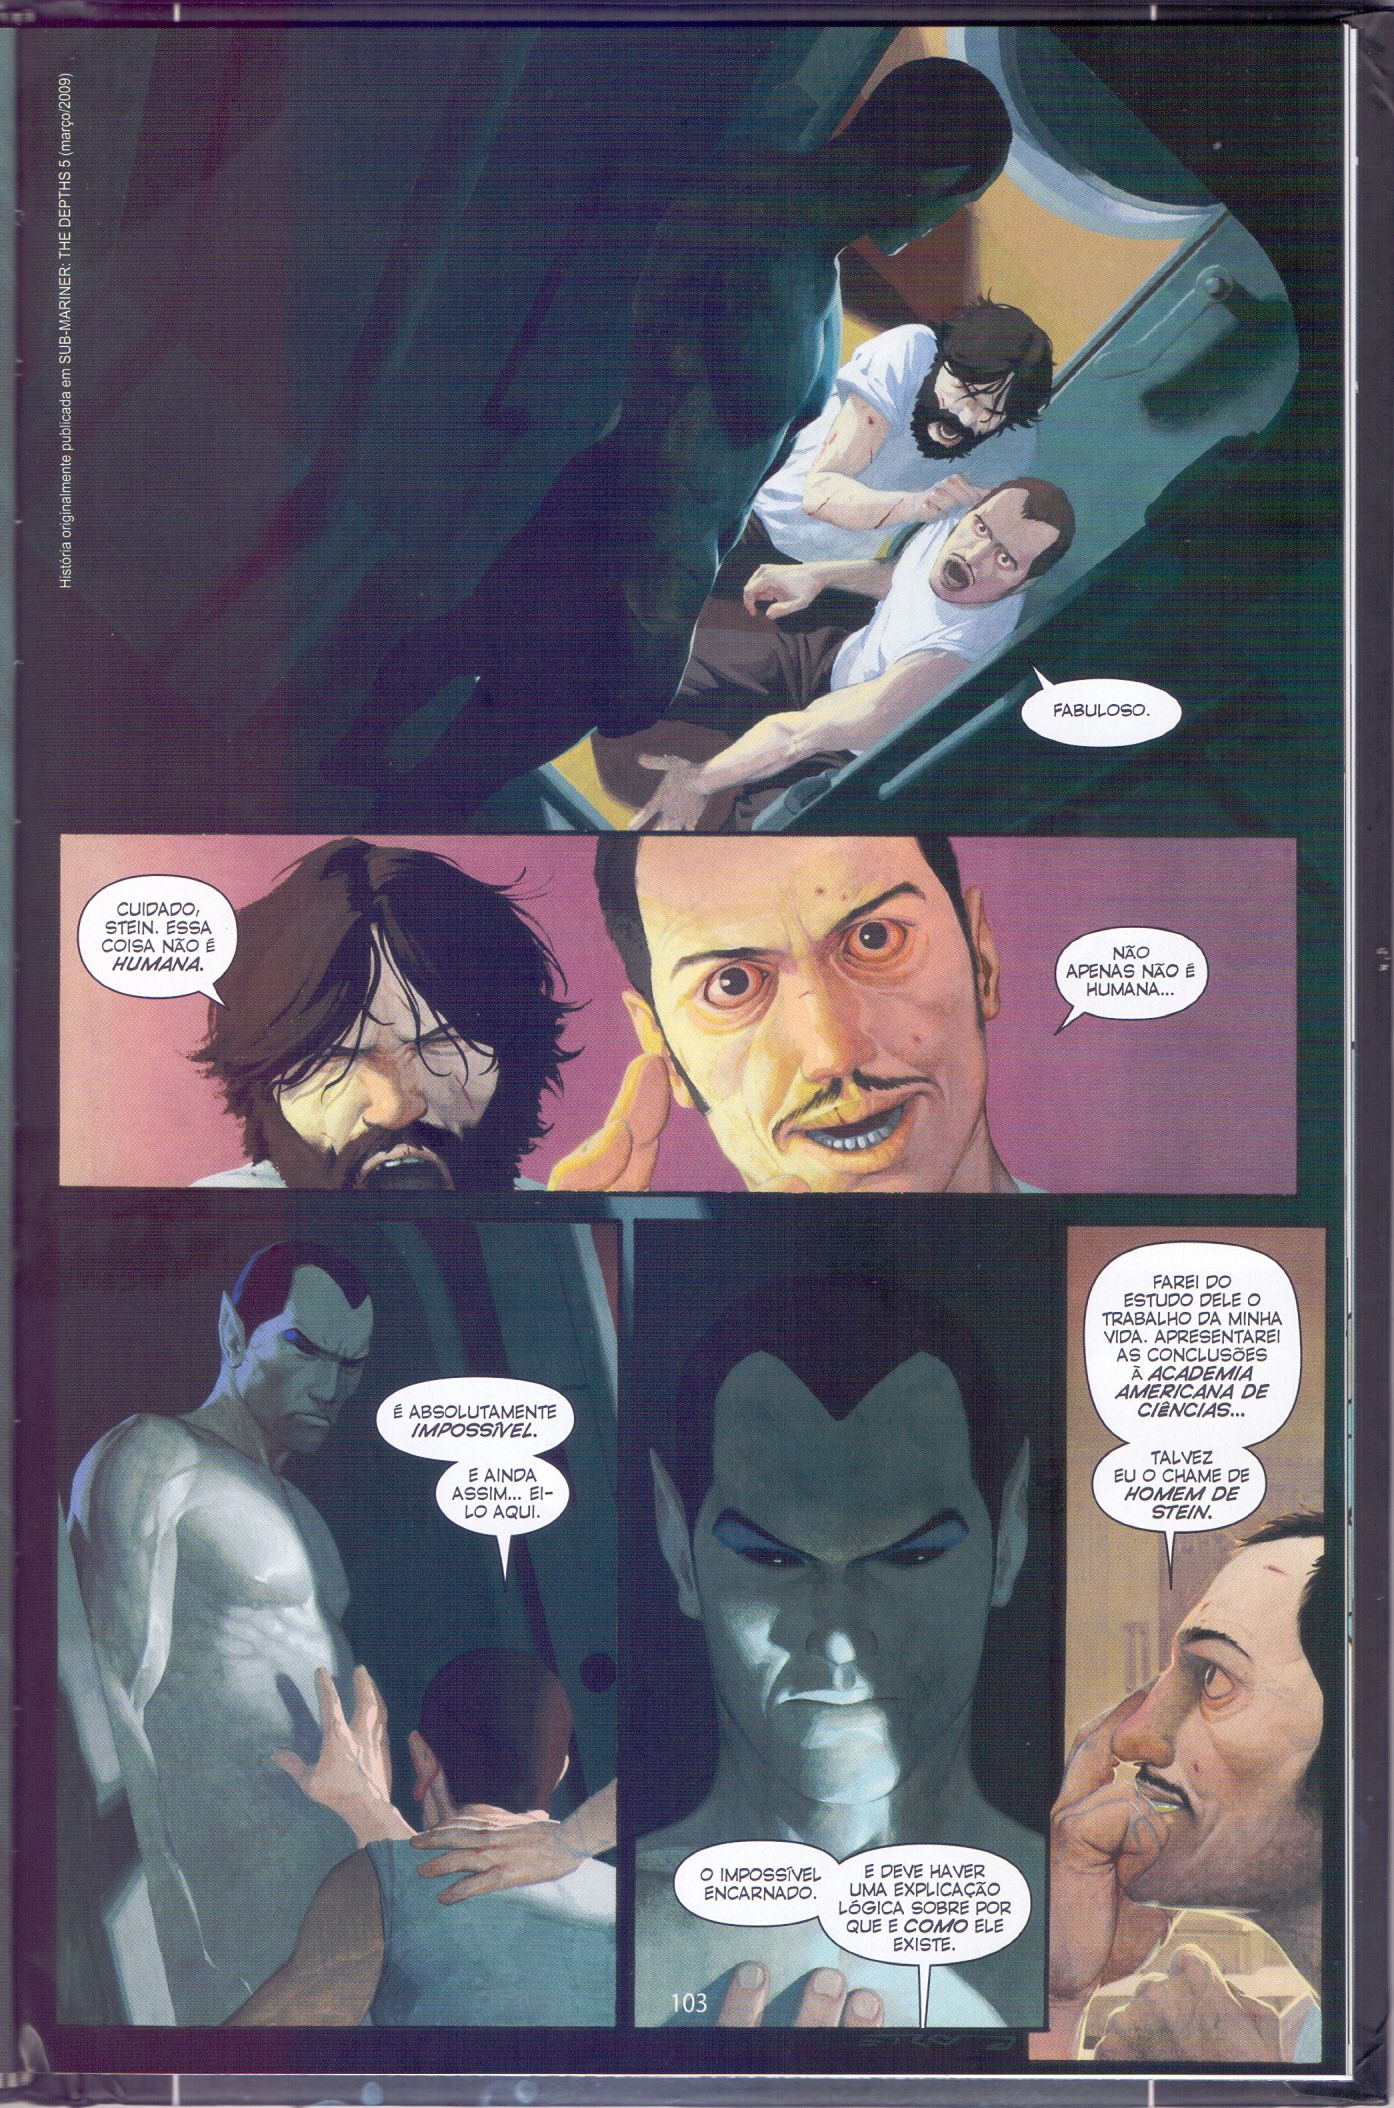 História originalmente publicada em SUB-MARINER: THE DEPTHS 5 (março/2009)
FABULOSO.
CUIDADO,
STEIN. ESSA
COISA NÃO É
HUMANA.
NÃO
APENAS NÃO É
HUMANA...
É ABSOLUTAMENTE
IMPOSSÍVEL.
E AINDA
ASSIM... EI-
LO AQUI.
O IMPOSSÍVEL
ENCARNADO.
E DEVE HAVER
UMA EXPLICAÇÃO
LÓGICA SOBRE POR
QUE E COMO ELE
EXISTE.
FAREI DO
ESTUDO DELE O
TRABALHO DA MINHA
VIDA. APRESENTAREI
AS CONCLUSÕES
À ACADEMIA
AMERICANA DE
CIÊNCIAS...
TALVEZ
EU O CHAME DE
HOMEM DE
STEIN.
103